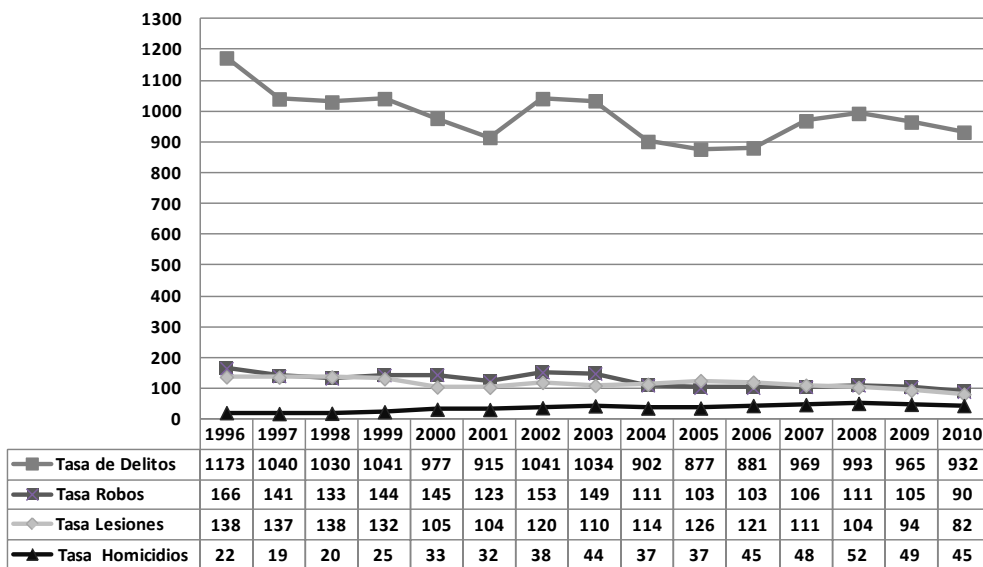 1300
1200
1100
1000
900
800
700
600
500
400
300
200
100
0
1996 1997 1998 1999 2000 2001 2002 2003 2004 2005 2006 2007 2008 2009 2010
Tasa de Delitos 1173 1040 1030 1041 977 915 1041 1034 902 877 881 969 993 965 932
Tasa Robos 166 141 133 144 145 123 153 149 111 103 103 106 111 105 90
Tasa Lesiones 138 137 138 132 105 104 120 110 114 126 121 111 104 94 82
Tasa Homicidios 22 19 20 25 33 32 38 44 37 37 45 48 52 49 45